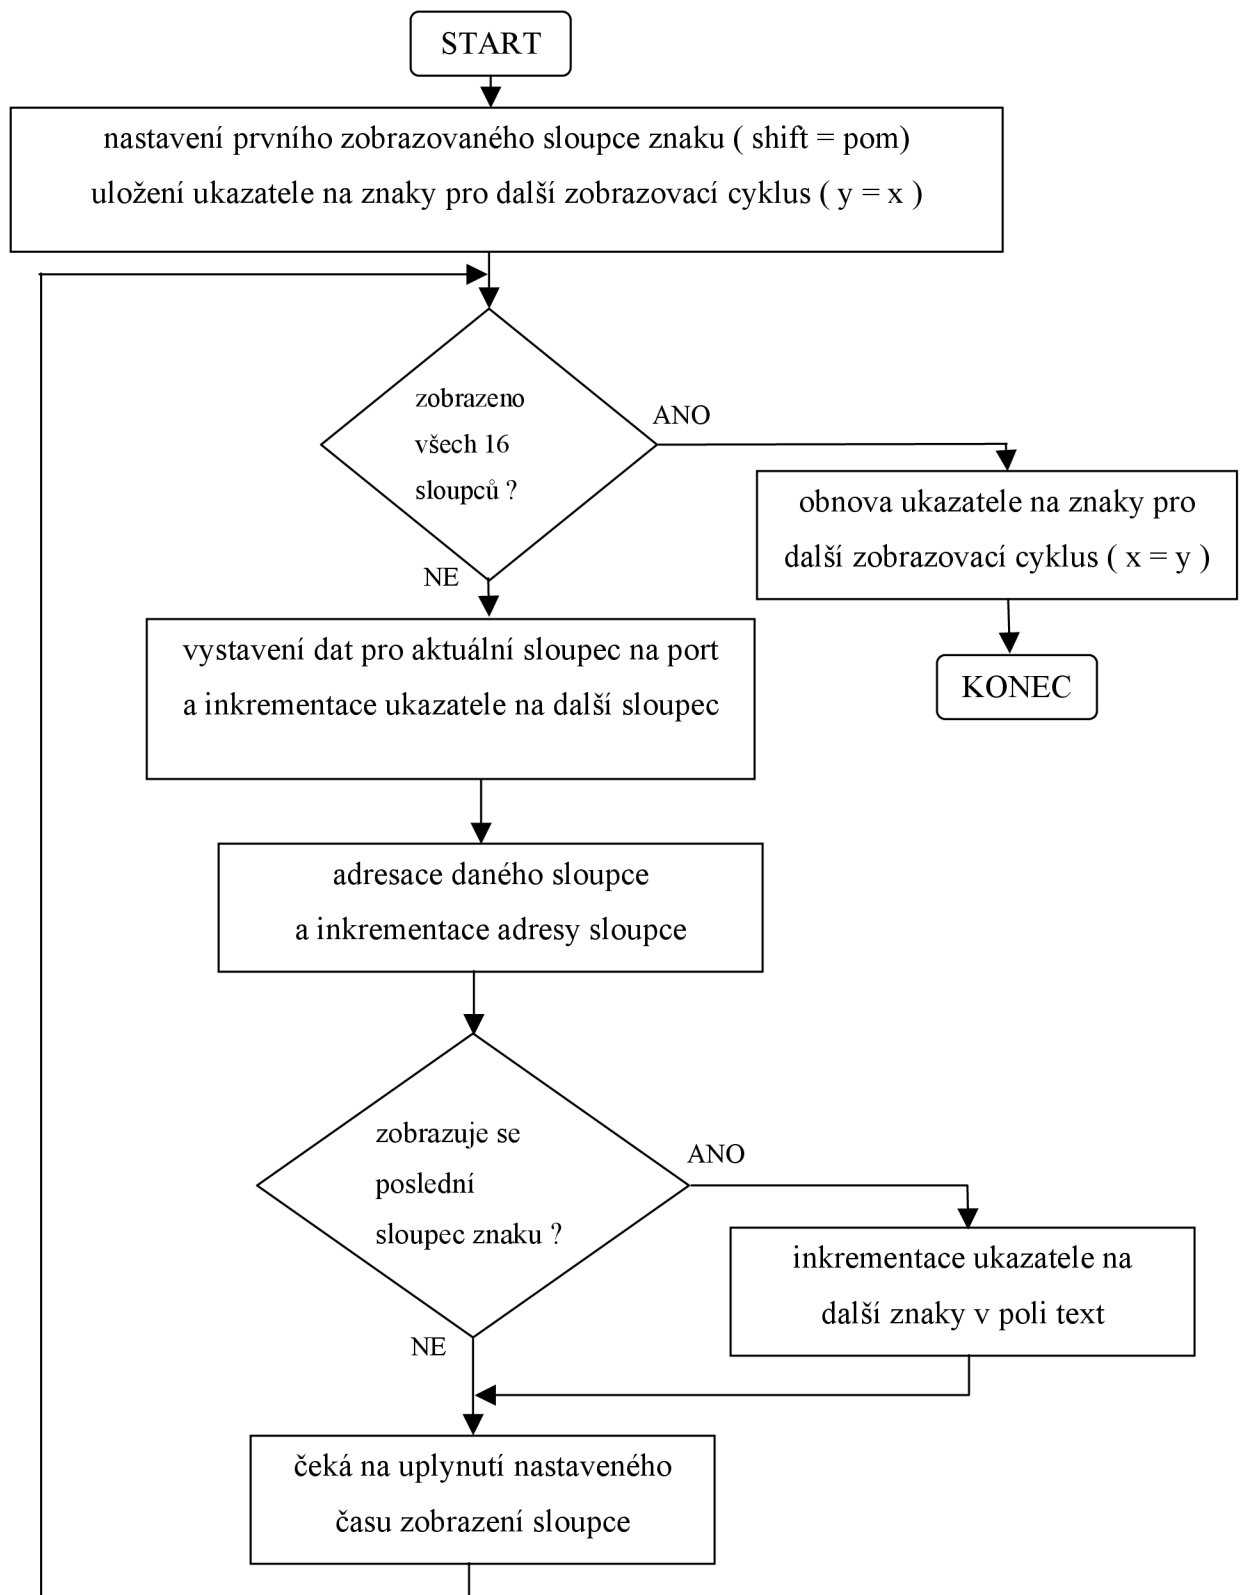 START
nastavení prvního zobrazovaného sloupce znaku ( shift = pom)
uložení ukazatele na znaky pro další zobrazovací cyklus ( y = x )
zobrazeno
všech 16
sloupců ?
ANO
NE
obnova ukazatele na znaky pro
další zobrazovací cyklus ( x = y )
KONEC
vystavení dat pro aktuální sloupec na port
a inkrementace ukazatele na další sloupec
adresace daného sloupce
a inkrementace adresy sloupce
zobrazuje se
poslední
sloupec znaku ?
ANO
NE
inkrementace ukazatele na
další znaky v poli text
čeká na uplynutí nastaveného
času zobrazení sloupce